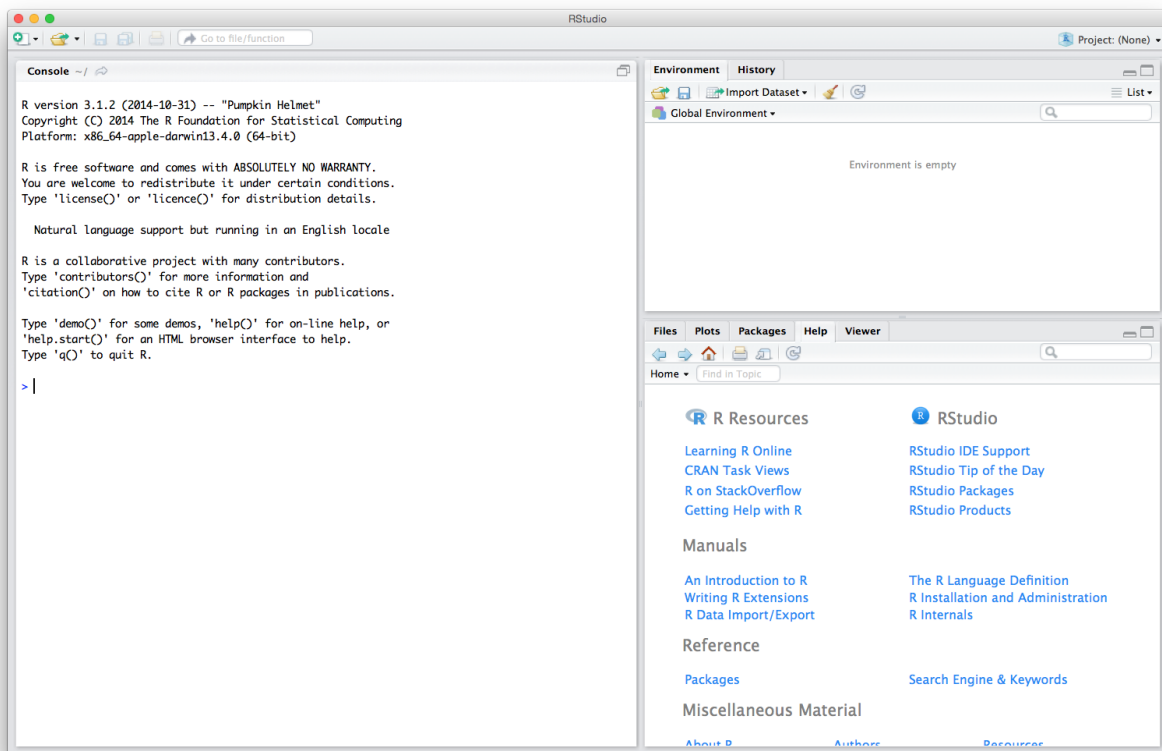 RStudio
Go to file/function
Project: (None)
Console ~/
R version 3.1.2 (2014-10-31) -- "Pumpkin Helmet"
Copyright (C) 2014 The R Foundation for Statistical Computing
Platform: x86_64-apple-darwin13.4.0 (64-bit)
R is free software and comes with ABSOLUTELY NO WARRANTY.
You are welcome to redistribute it under certain conditions.
Type 'license()' or 'licence()' for distribution details.
Natural language support but running in an English locale
R is a collaborative project with many contributors.
Type 'contributors()' for more information and
'citation()' on how to cite R or R packages in publications.
Type 'demo()' for some demos, 'help()' for on-line help, or
'help.start()' for an HTML browser interface to help.
Type 'q()' to quit R.
>
Environment History
Import Dataset List
Global Environment
Environment is empty
Files Plots Packages Help Viewer
Home Find in Topic
R Resources RStudio
Learning R Online RStudio IDE Support
CRAN Task Views RStudio Tip of the Day
R on StackOverflow RStudio Packages
Getting Help with R RStudio Products
Manuals
An Introduction to R The R Language Definition
Writing R Extensions R Installation and Administration
R Data Import/Export R Internals
Reference
Packages Search Engine & Keywords
Miscellaneous Material
About R Authors Resources